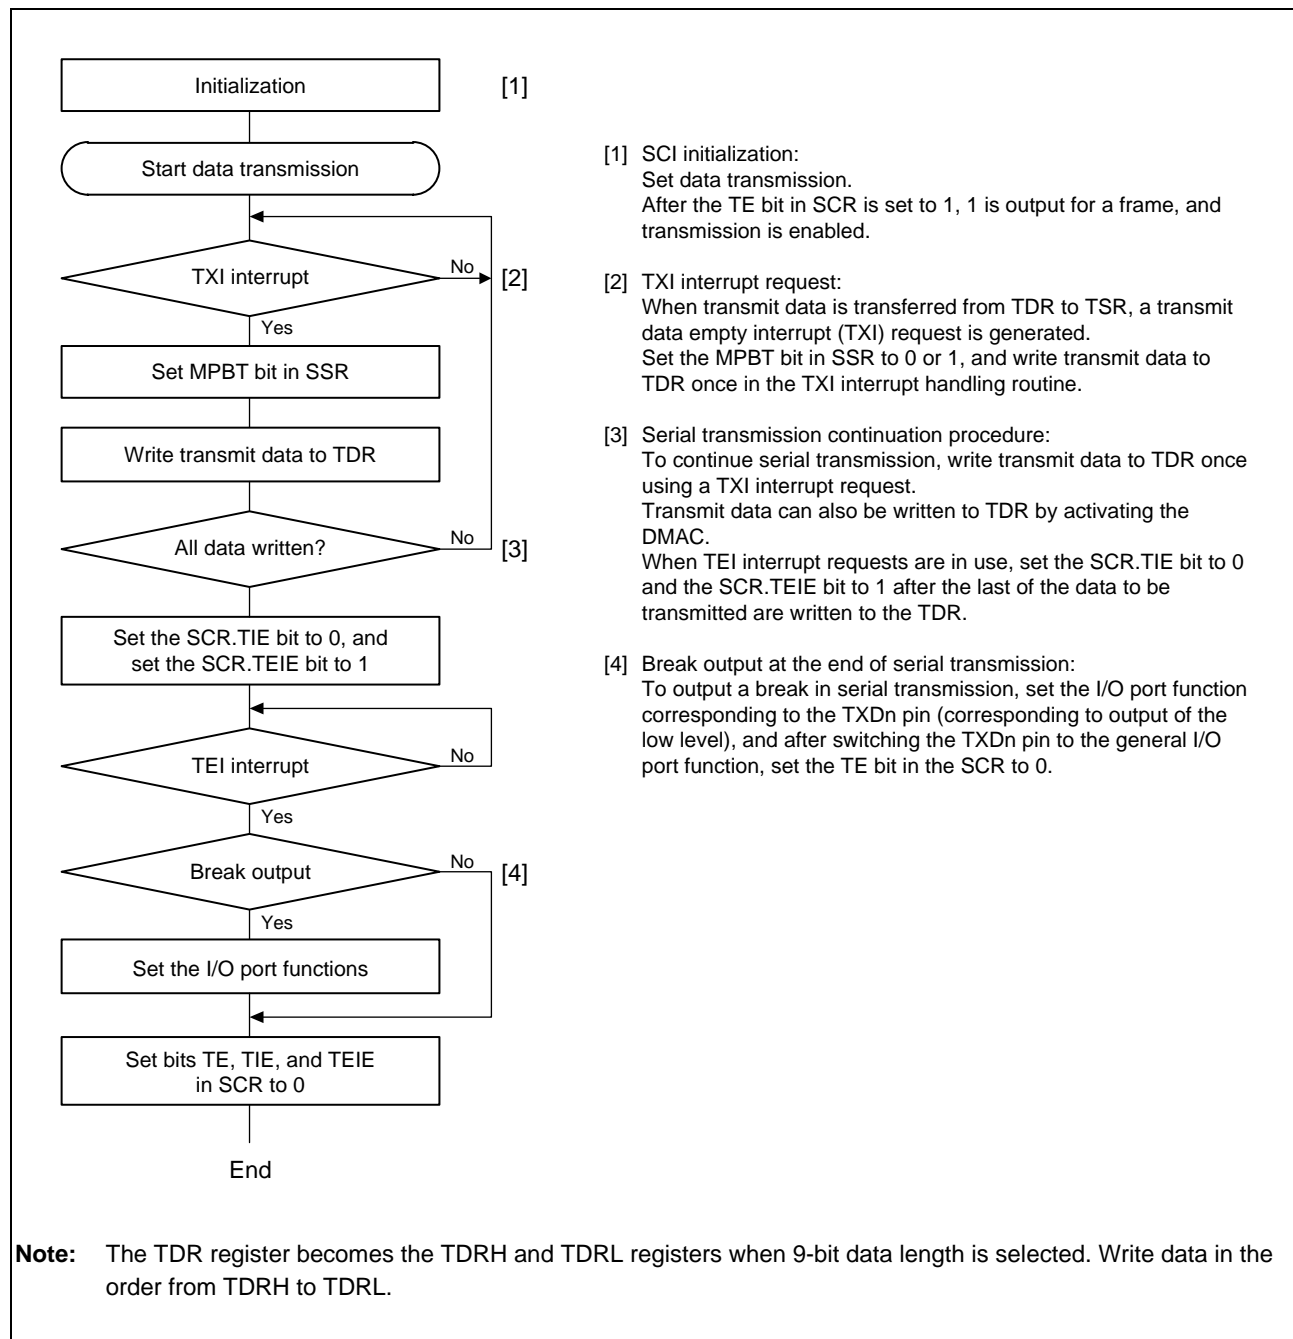 Initialization
[1]
Start data transmission
TXI interrupt
No
[2]
Yes
Set MPBT bit in SSR
Write transmit data to TDR
All data written?
No
[3]
Set the SCR.TIE bit to 0, and
set the SCR.TEIE bit to 1
TEI interrupt
No
Yes
Break output
No
[4]
Yes
Set the I/O port functions
Set bits TE, TIE, and TEIE
in SCR to 0
End
[1] SCI initialization:
Set data transmission.
After the TE bit in SCR is set to 1, 1 is output for a frame, and
transmission is enabled.
[2] TXI interrupt request:
When transmit data is transferred from TDR to TSR, a transmit
data empty interrupt (TXI) request is generated.
Set the MPBT bit in SSR to 0 or 1, and write transmit data to
TDR once in the TXI interrupt handling routine.
[3] Serial transmission continuation procedure:
To continue serial transmission, write transmit data to TDR once
using a TXI interrupt request.
Transmit data can also be written to TDR by activating the
DMAC.
When TEI interrupt requests are in use, set the SCR.TIE bit to 0
and the SCR.TEIE bit to 1 after the last of the data to be
transmitted are written to the TDR.
[4] Break output at the end of serial transmission:
To output a break in serial transmission, set the I/O port function
corresponding to the TXDn pin (corresponding to output of the
low level), and after switching the TXDn pin to the general I/O
port function, set the TE bit in the SCR to 0.
Note: The TDR register becomes the TDRH and TDRL registers when 9-bit data length is selected. Write data in the
order from TDRH to TDRL.